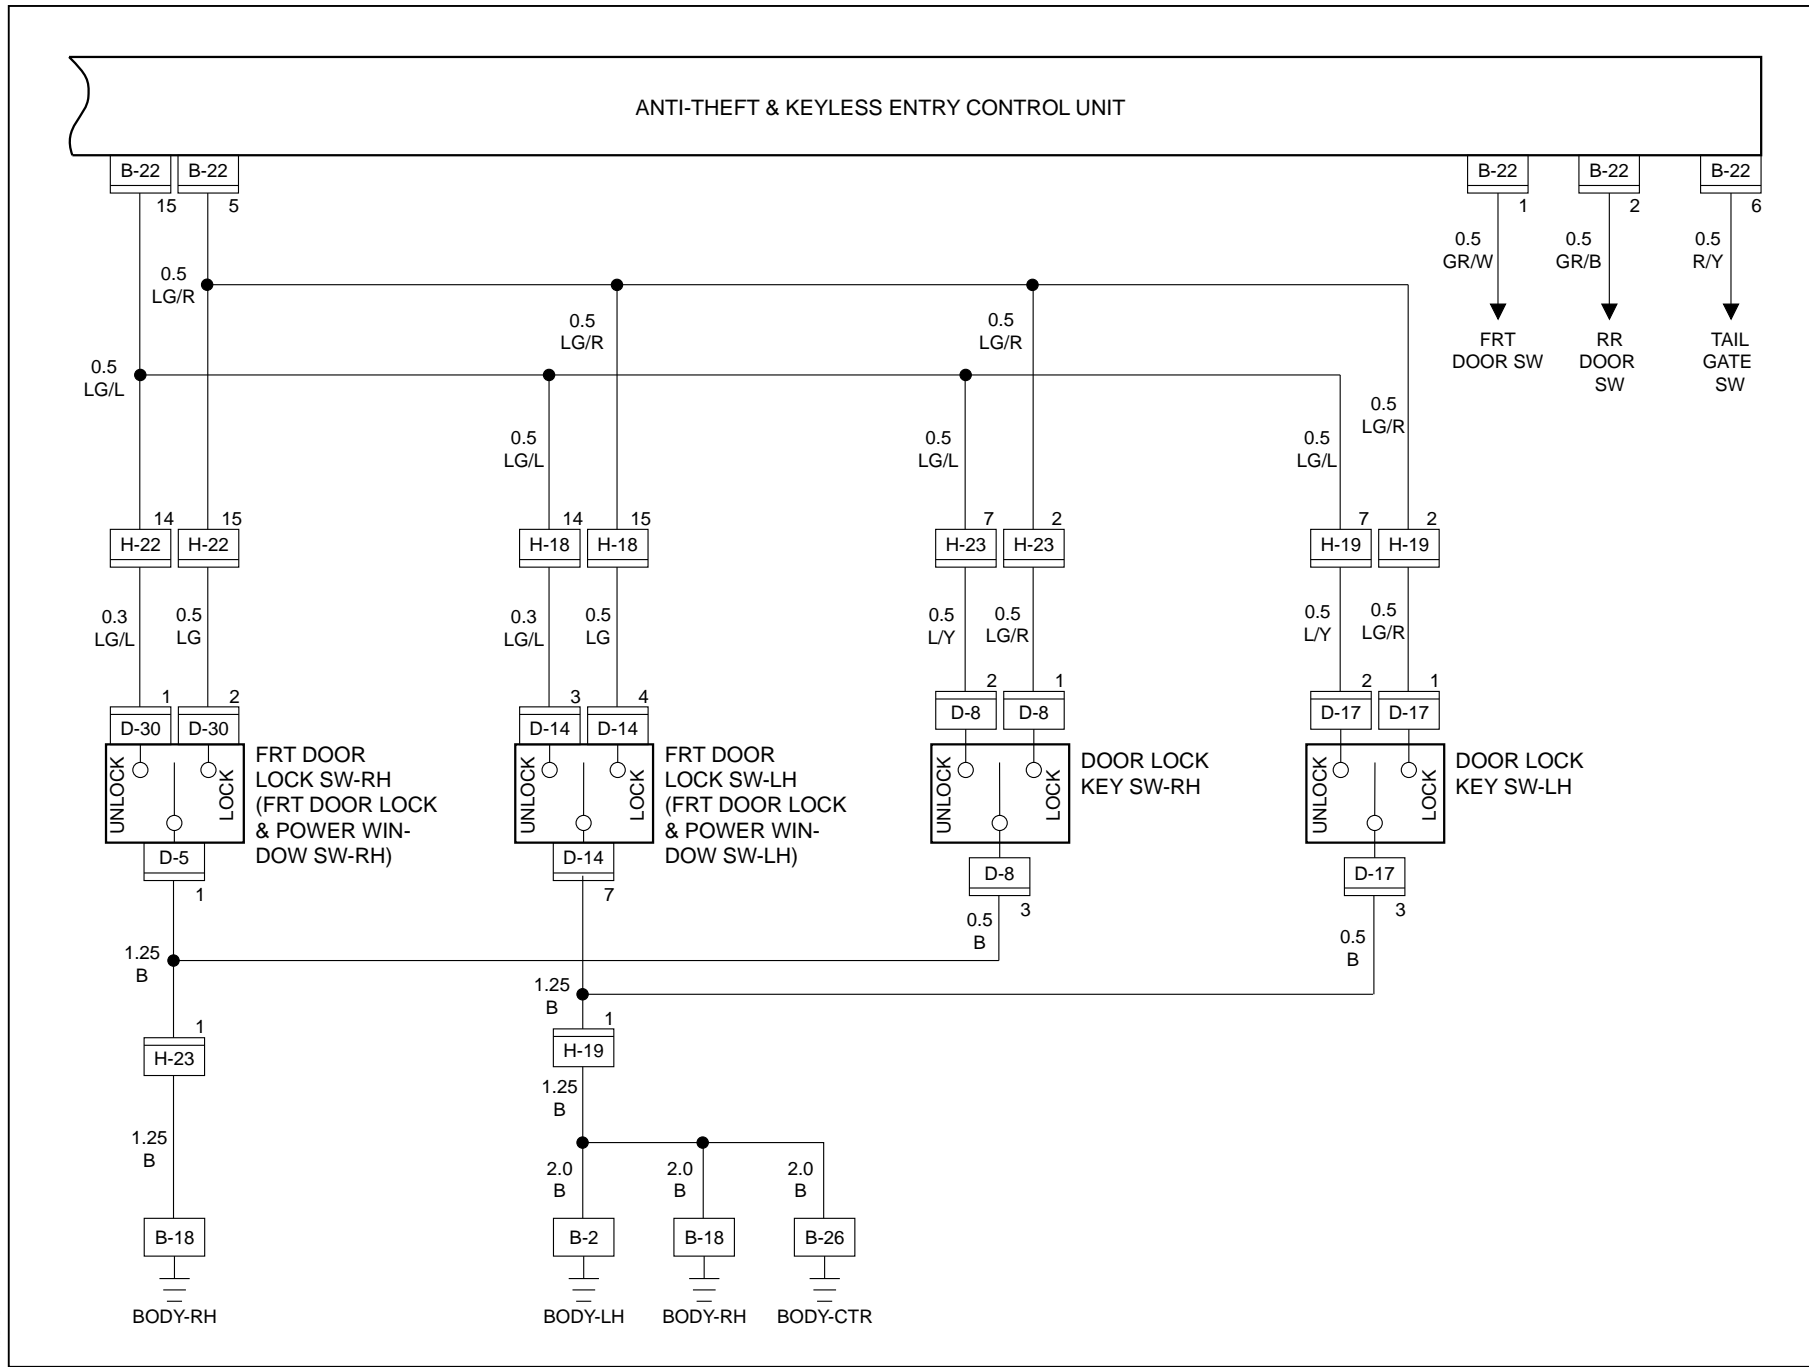 ANTI-THEFT & KEYLESS ENTRY CONTROL UNIT
B-22 B-22 B-22 B-22 B-22
15 5 1 2 6
0.5 0.5 0.5
GR/W GR/B R/Y
0.5
LG/R
0.5 0.5
LG/R LG/R
FRT RR TAIL
DOOR SW DOOR GATE
SW SW
0.5
LG/L
0.5
LG/R
0.5 0.5 0.5
LG/L LG/L LG/L
14 15 14 15 7 2 7 2
H-22 H-22 H-18 H-18 H-23 H-23 H-19 H-19
0.3 0.5 0.3 0.5 0.5 0.5 0.5 0.5
LG/L LG LG/L LG L/Y LG/R L/Y LG/R
2 1 2 1
1 2 3 4
D-8 D-8 D-17 D-17
D-30 D-30 D-14 D-14
UNLOCK LOCK
FRT DOOR
LOCK SW-RH
(FRT DOOR LOCK
& POWER WIN-
DOW SW-RH)
UNLOCK LOCK
FRT DOOR
LOCK SW-LH
(FRT DOOR LOCK
& POWER WIN-
DOW SW-LH)
UNLOCK LOCK
DOOR LOCK
KEY SW-RH
UNLOCK LOCK
DOOR LOCK
KEY SW-LH
D-5 D-14
D-8 D-17
1 7
3 3
0.5
B
0.5
B
1.25
B
1.25
B
1 1
H-23 H-19
1.25
B
1.25
B
2.0 2.0 2.0
B B B
B-18 B-2 B-18 B-26
BODY-RH BODY-LH BODY-RH BODY-CTR